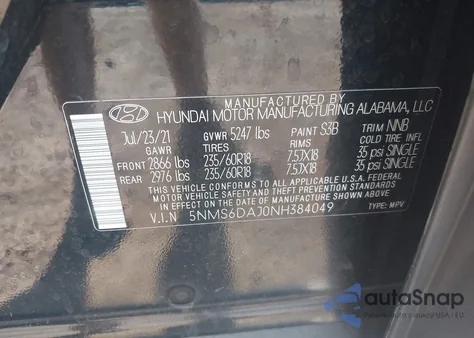 MANUFACTURED BY
HYUNDAI MOTOR MANUFACTURING ALABAMA, LLC
Jul/23/21 GVWR 5247 lbs PAINT S3B TRIM NNB
GAWR TIRES RIMS COLD TIRE INFL
FRONT 2866 lbs 235/60R18 7.5JX18 35 psi SINGLE
REAR 2976 lbs 235/60R18 7.5JX18 35 psi SINGLE
THIS VEHICLE CONFORMS TO ALL APPLICABLE FEDERAL
MOTOR VEHICLE SAFETY AND THEFT PREVENTION STANDARDS IN
EFFECT ON THE DATE OF MANUFACTURE SHOWN ABOVE.
V.I.N 5NMS6DAJ0NH384049 TYPE: MPV
autoSnap